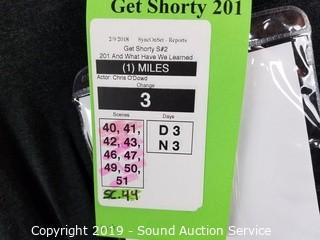 Get Shorty 201
2/9/2018 SyncOnSet - Reports
Get Shorty S#2
201 And What Have We Learned
(1) MILES
Actor: Chris O'Dowd
Change
3
Scenes
Days
40, 41,
42, 43,
46, 47,
49, 50,
51
D 3
N 3
SC. 44
Copyright 2019 - Sound Auction Service